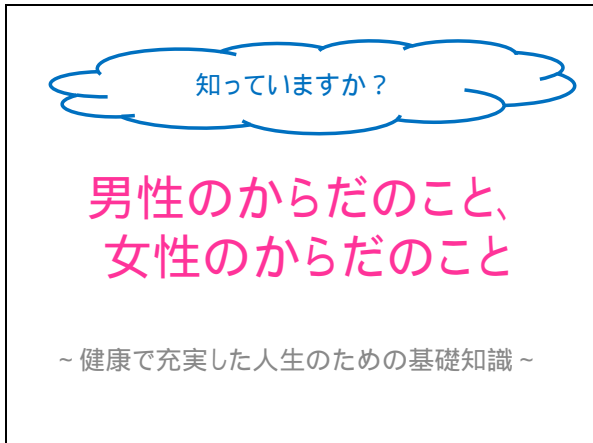 知っていますか？
男性のからだのこと、
女性のからだのこと
~健康で充実した人生のための基礎知識~